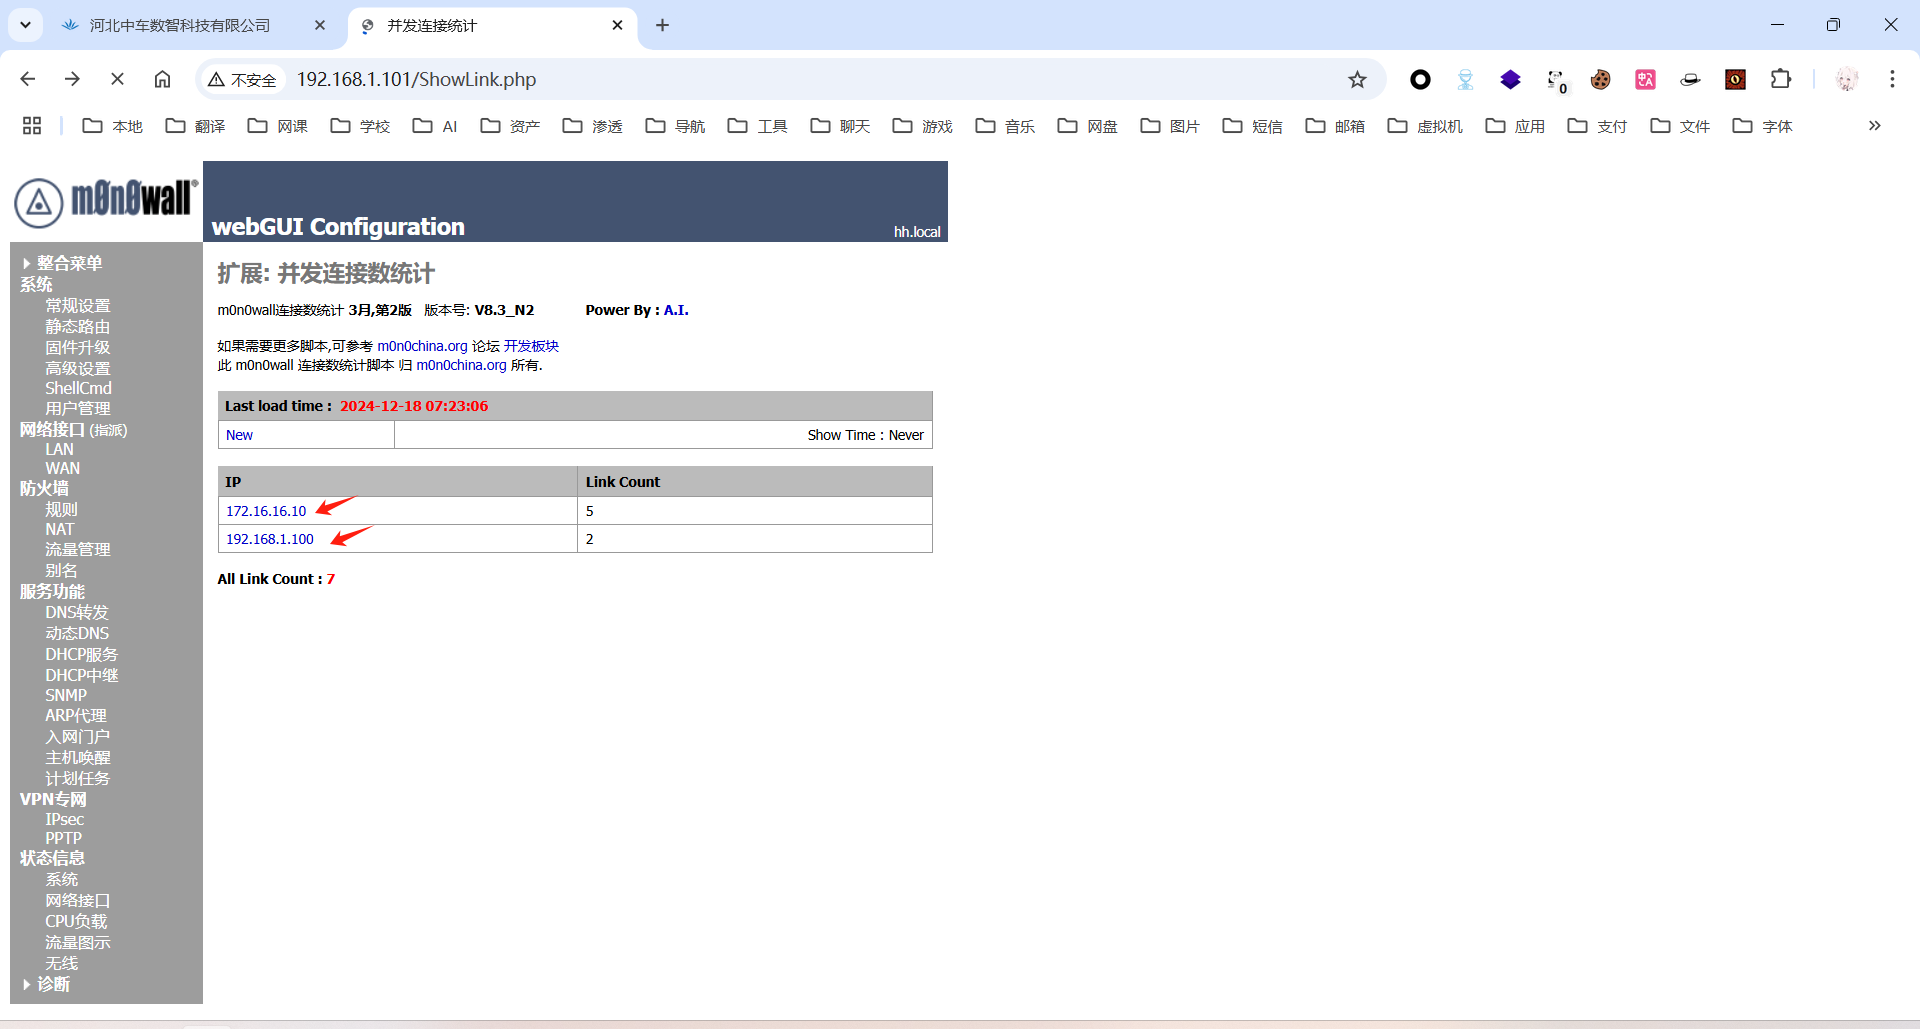 河北中车数智科技有限公司
并发连接统计
不安全
192.168.1.101/ShowLink.php
0
本地
翻译
网课
学校
AI
资产
渗透
导航
工具
聊天
游戏
音乐
网盘
图片
短信
邮箱
虚拟机
应用
支付
文件
字体
m0n0wall®
webGUI Configuration
hh.local
整合菜单
系统
常规设置
静态路由
固件升级
高级设置
ShellCmd
用户管理
网络接口 (指派)
LAN
WAN
防火墙
规则
NAT
流量管理
别名
服务功能
DNS转发
动态DNS
DHCP服务
DHCP中继
SNMP
ARP代理
入网门户
主机唤醒
计划任务
VPN专网
IPsec
PPTP
状态信息
系统
网络接口
CPU负载
流量图示
无线
诊断
扩展: 并发连接数统计
m0n0wall连接数统计 3月,第2版 版本号: V8.3_N2 Power By : A.I.
如果需要更多脚本,可参考 m0n0china.org 论坛 开发板块
此 m0n0wall 连接数统计脚本 归 m0n0china.org 所有.
Last load time : 2024-12-18 07:23:06
New
Show Time : Never
IP Link Count
172.16.16.10 5
192.168.1.100 2
All Link Count : 7